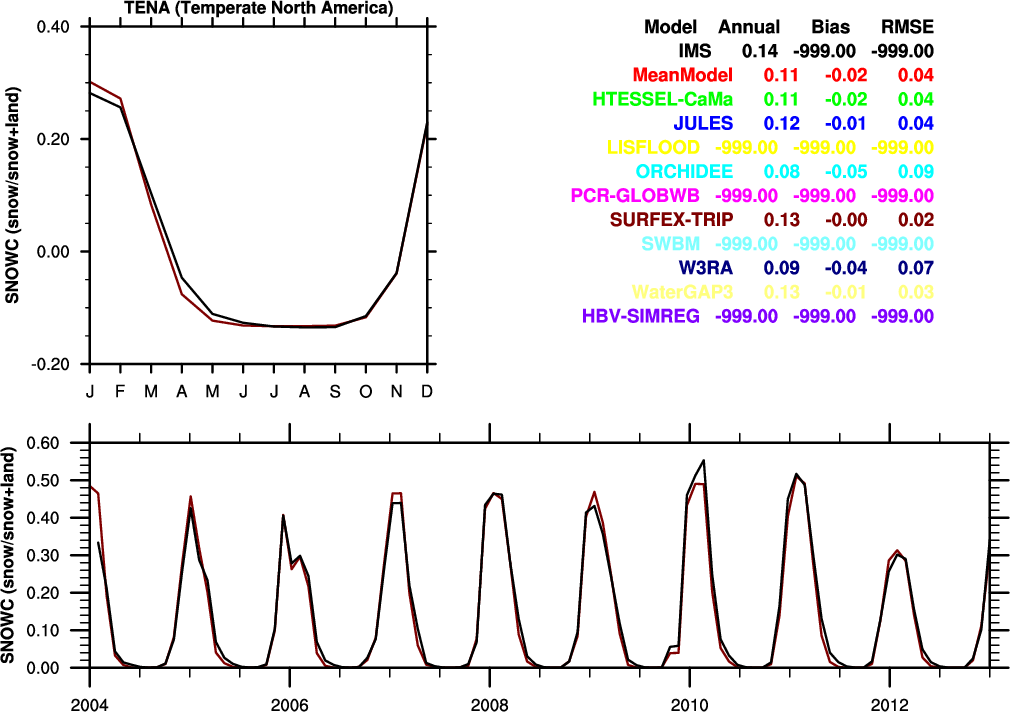 TENA (Temperate North America)
SNOWC (snow/snow+land)
0.40
0.20
0.00
-0.20
J F M A M J J A S O N D
Model Annual Bias RMSE
IMS 0.14 -999.00 -999.00
MeanModel 0.11 -0.02 0.04
HTESSEL-CaMa 0.11 -0.02 0.04
JULES 0.12 -0.01 0.04
LISFLOOD -999.00 -999.00 -999.00
ORCHIDEE 0.08 -0.05 0.09
PCR-GLOBWB -999.00 -999.00 -999.00
SURFEX-TRIP 0.13 -0.00 0.02
SWBM -999.00 -999.00 -999.00
W3RA 0.09 -0.04 0.07
WaterGAP3 0.13 -0.01 0.03
HBV-SIMREG -999.00 -999.00 -999.00
SNOWC (snow/snow+land)
0.60
0.50
0.40
0.30
0.20
0.10
0.00
2004 2006 2008 2010 2012